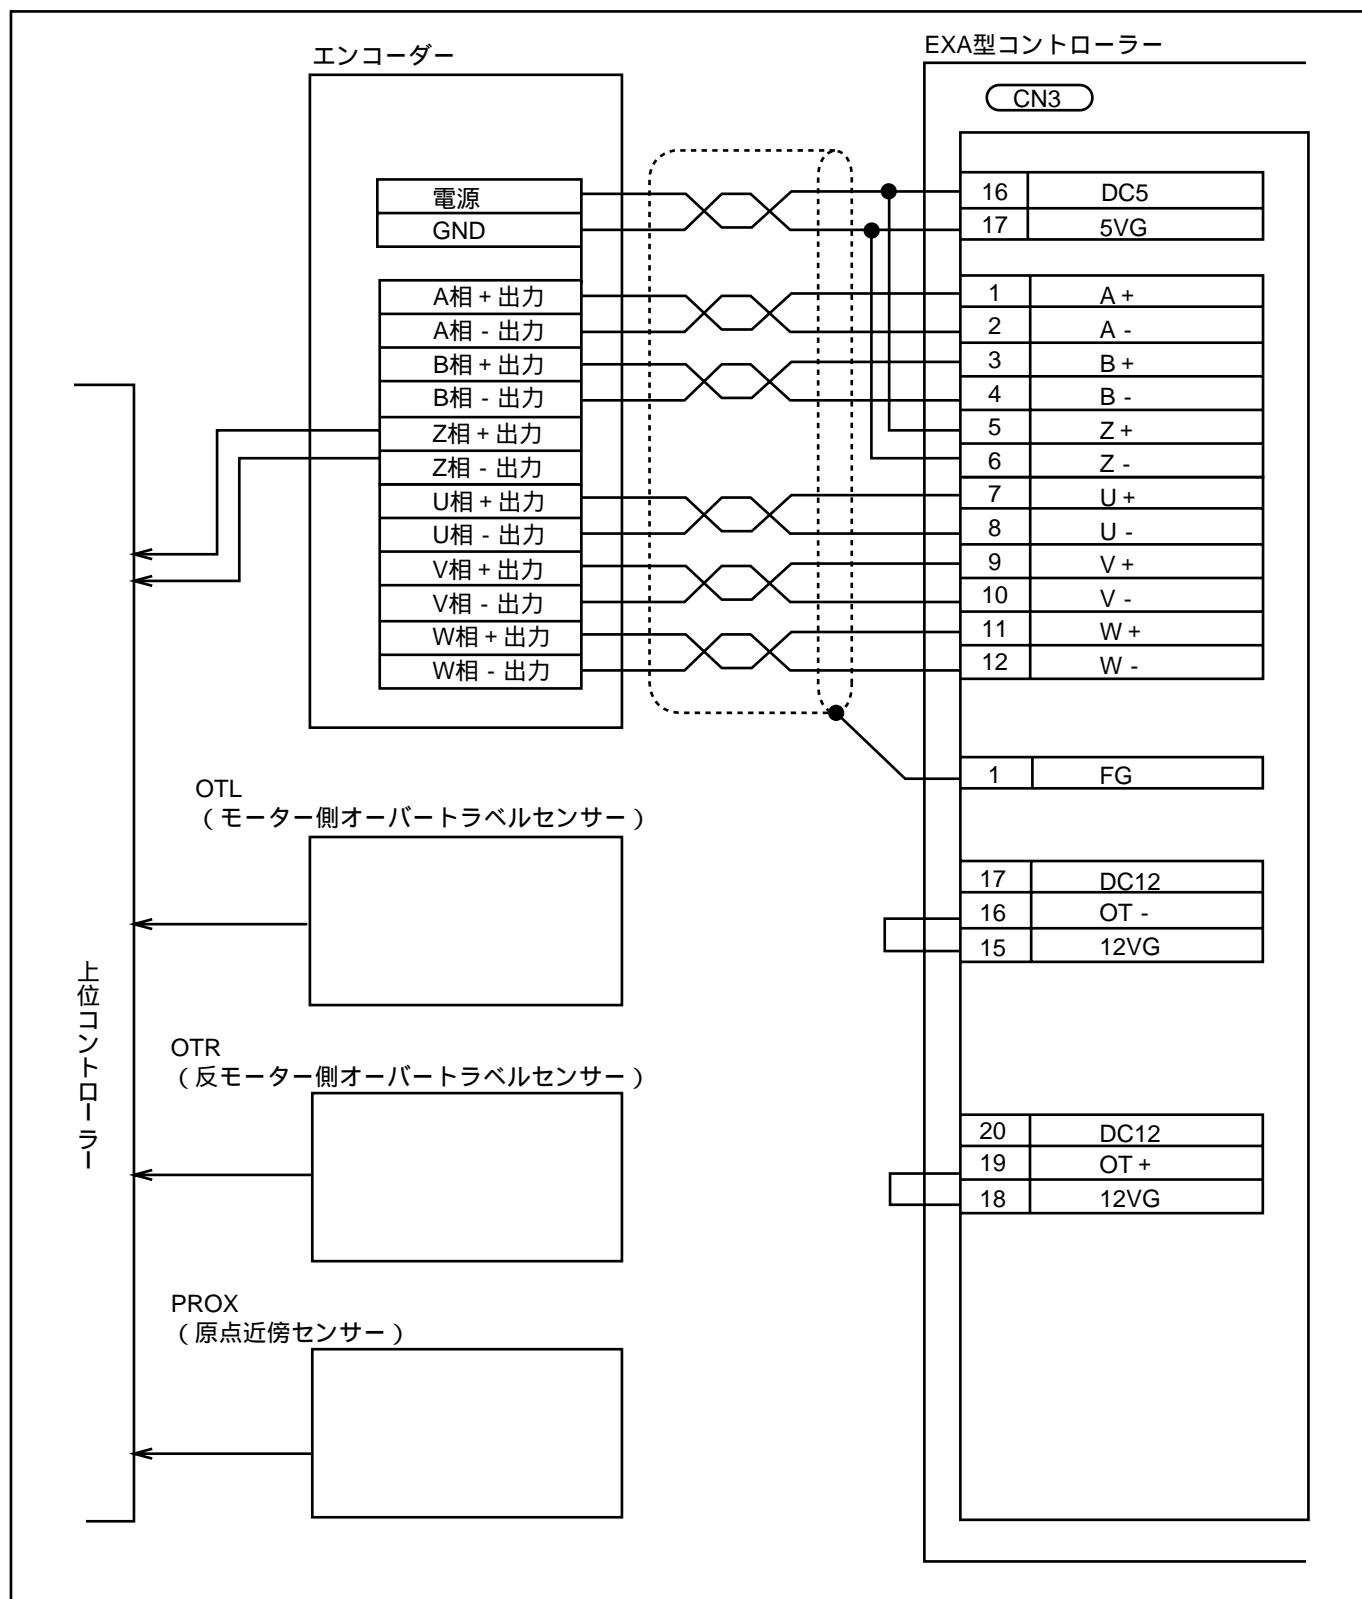 エンコーダー
EXA型コントローラー
CN3
電源
GND
A相 + 出力
A相 - 出力
B相 + 出力
B相 - 出力
Z相 + 出力
Z相 - 出力
U相 + 出力
U相 - 出力
V相 + 出力
V相 - 出力
W相 + 出力
W相 - 出力
16 DC5
17 5VG
1 A +
2 A -
3 B +
4 B -
5 Z +
6 Z -
7 U +
8 U -
9 V +
10 V -
11 W +
12 W -
1 FG
17 DC12
16 OT -
15 12VG
20 DC12
19 OT +
18 12VG
OTL
(モーター側オーバートラベルセンサー)
OTR
(反モーター側オーバートラベルセンサー)
PROX
(原点近傍センサー)
上位コントローラー